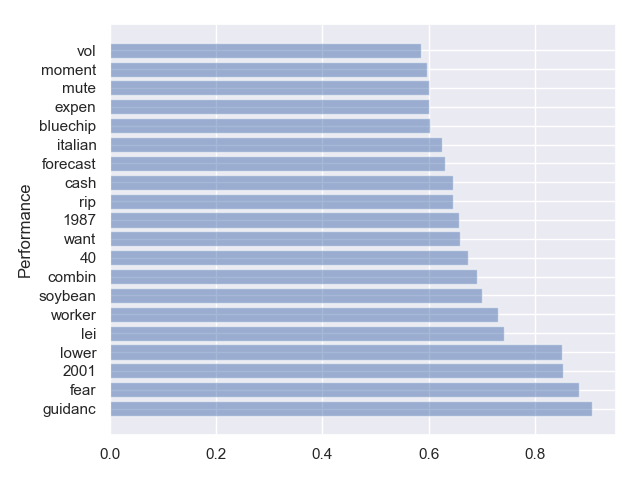 vol
moment
mute
expen
bluechip
italian
forecast
cash
rip
1987
want
40
combin
soybean
worker
lei
lower
2001
fear
guidanc
Performance
0.0 0.2 0.4 0.6 0.8